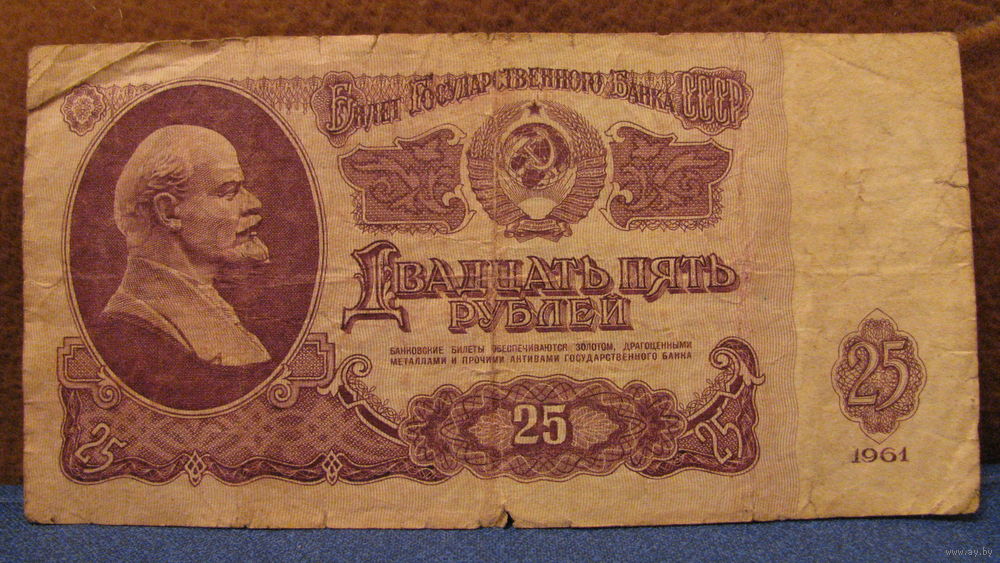 Билет Государственного Банка СССР
Двадцать пять
рублей
БАНКОВСКИЕ БИЛЕТЫ ОБЕСПЕЧИВАЮТСЯ ЗОЛОТОМ, ДРАГОЦЕННЫМИ
МЕТАЛЛАМИ И ПРОЧИМИ АКТИВАМИ ГОСУДАРСТВЕННОГО БАНКА
25
25
25
25
1961
www.ay.by